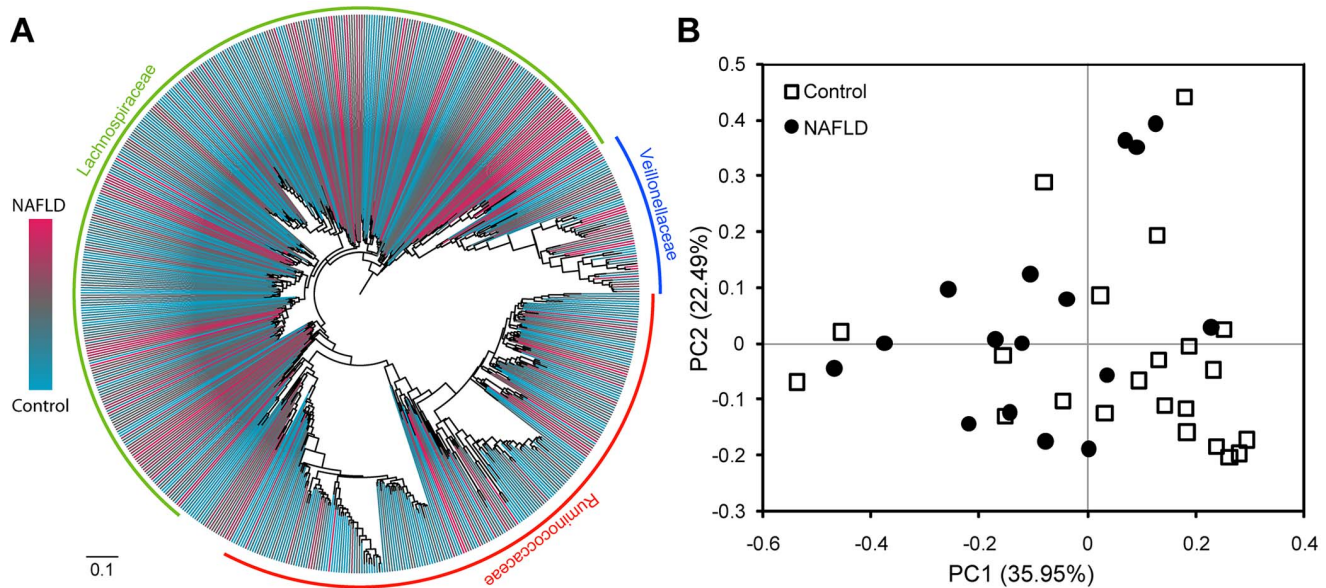 A
Lachnospiraceae
Veillonellaceae
Ruminococcaceae
NAFLD
Control
0.1
B
Control
NAFLD
PC2 (22.49%)
0.5
0.4
0.3
0.2
0.1
0
-0.1
-0.2
-0.3
-0.6
-0.4
-0.2
0
0.2
0.4
PC1 (35.95%)